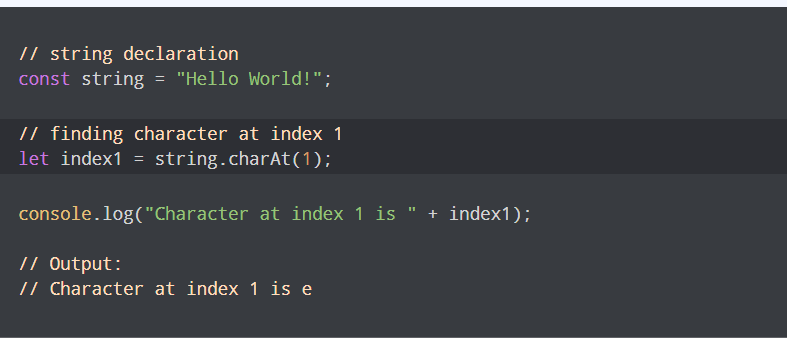 // string declaration
const string = "Hello World!";
// finding character at index 1
let index1 = string.charAt(1);
console.log("Character at index 1 is " + index1);
// Output:
// Character at index 1 is e